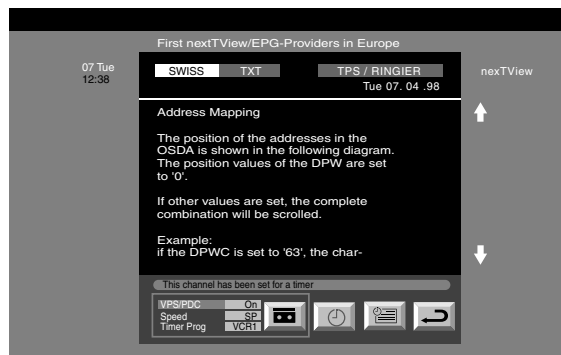 First nextTView/EPG-Providers in Europe
07 Tue
12:38
SWISS TXT TPS / RINGIER
nexTView
Tue 07. 04 .98
Address Mapping
The position of the addresses in the
OSDA is shown in the following diagram.
The position values of the DPW are set
to '0'.
If other values are set, the complete
combination will be scrolled.
Example:
if the DPWC is set to '63', the char-
This channel has been set for a timer
VPS/PDC On
Speed SP
Timer Prog VCR1